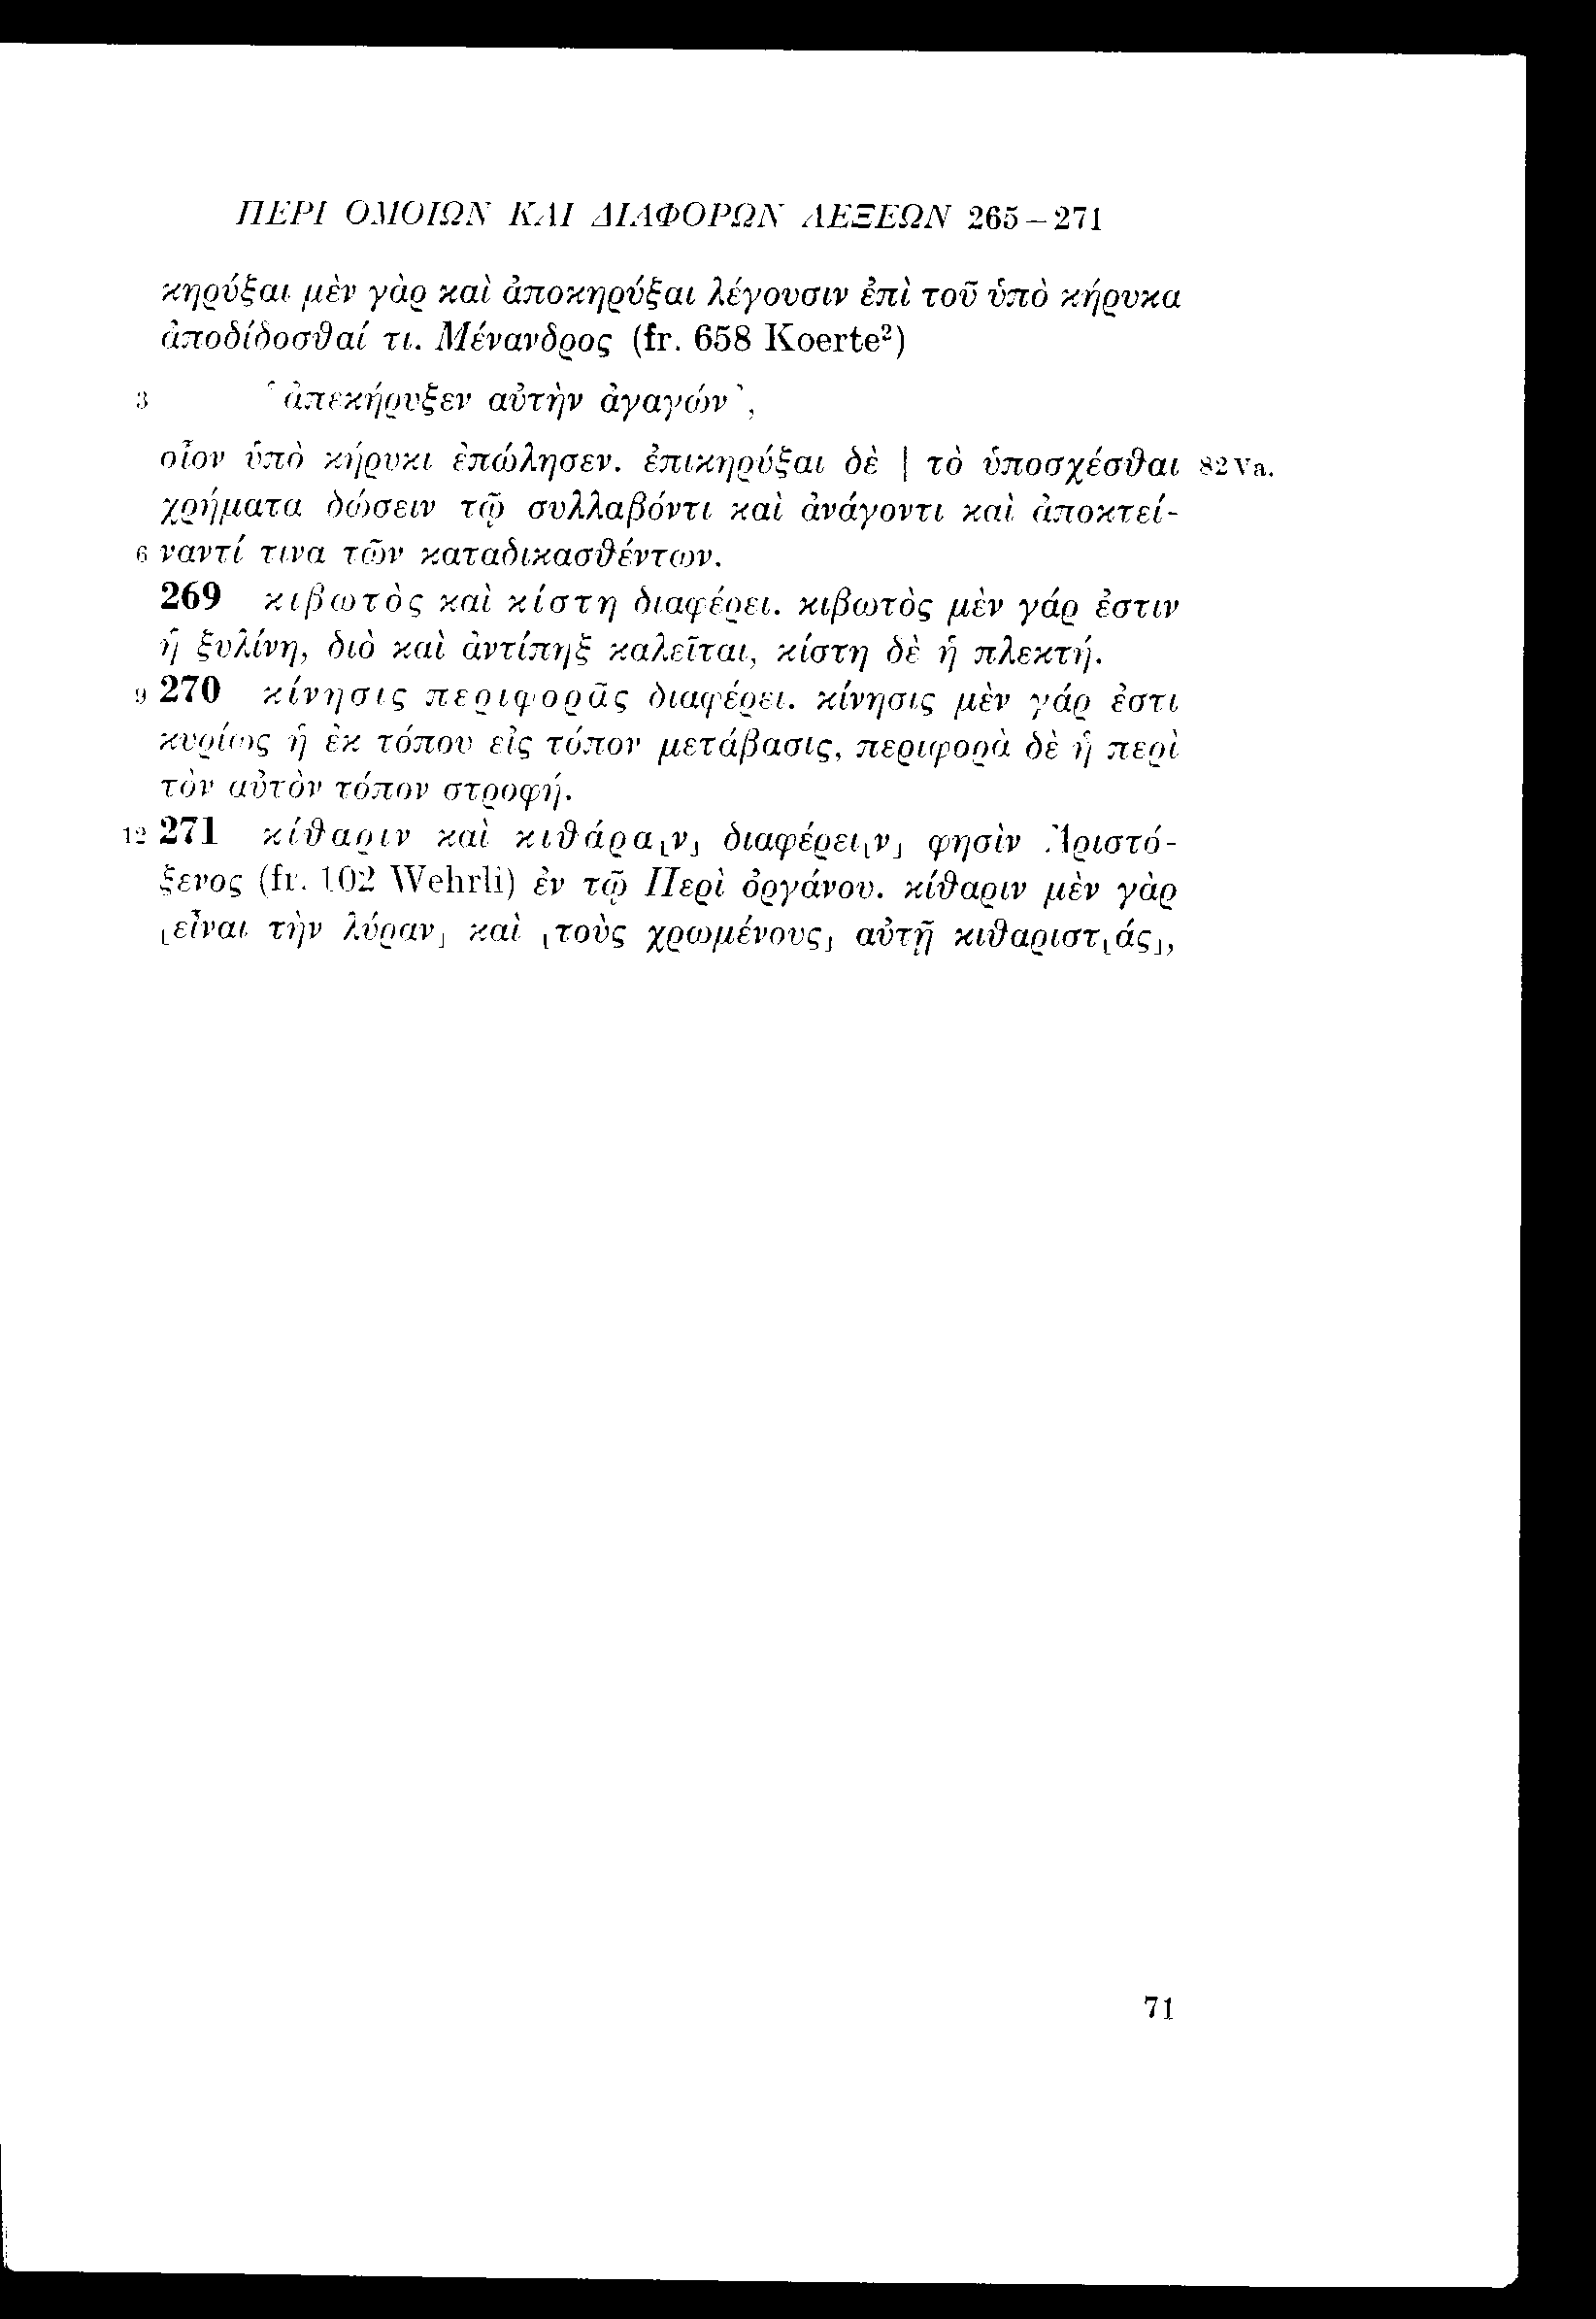 ΠΕΡΙ ΟΜΟΙΩΝ ΚΑΙ ΔΙΑΦΟΡΩΝ ΛΕΞΕΩΝ 265–271
κηρύξαι μὲν γὰρ καὶ ἀποκηρύξαι λέγουσιν ἐπὶ τοῦ ὑπὸ κήρυκα
ἀποδίδοσθαί τι. Μένανδρος (fr. 658 Koerte²)
3 ‘ἀπεκήρυξεν αὐτὴν ἀγαγών’,
οἷον ὑπὸ κήρυκι ἐπώλησεν. ἐπικηρύξαι δὲ | τὸ ὑποσχέσθαι 82 Va.
χρήματα δώσειν τῷ συλλαβόντι καὶ ἀνάγοντι καὶ ἀποκτεί-
6 ναντί τινα τῶν καταδικασθέντων.
269 κιβωτὸς καὶ κίστη διαφέρει. κιβωτὸς μὲν γάρ ἐστιν
ἡ ξυλίνη, διὸ καὶ ἀντίπηξ καλεῖται, κίστη δὲ ἡ πλεκτή.
9 270 κίνησις περιφορᾶς διαφέρει. κίνησις μὲν γάρ ἐστι
κυρίως ἡ ἐκ τόπου εἰς τόπον μετάβασις, περιφορὰ δὲ ἡ περὶ
τὸν αὐτὸν τόπον στροφή.
12 271 κίθαριν καὶ κιθάρα⸤ν⸥ διαφέρει⸤ν⸥ φησὶν Ἀριστό-
ξενος (fr. 102 Wehrli) ἐν τῷ Περὶ ὀργάνου. κίθαριν μὲν γὰρ
⸤εἶναι τὴν λύραν⸥ καὶ ⸤τοὺς χρωμένους⸥ αὐτῇ κιθαριστ⸤άς⸥,
71